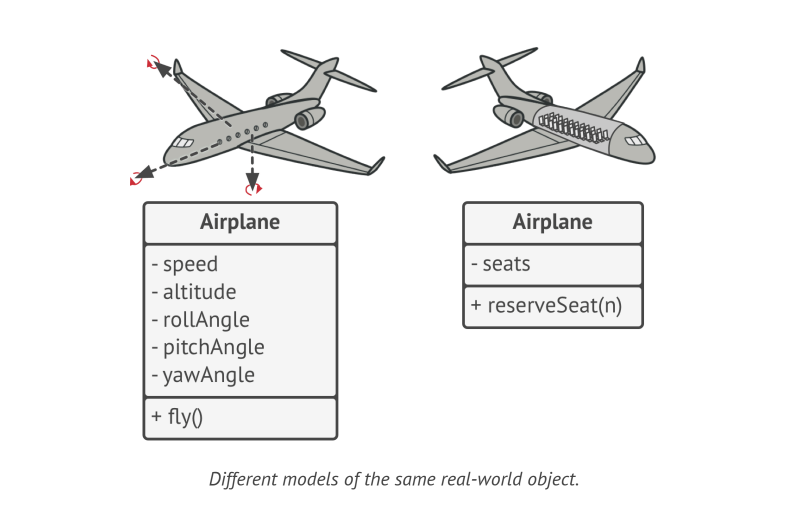 Airplane
- speed
- altitude
- rollAngle
- pitchAngle
- yawAngle
+ fly()
Airplane
- seats
+ reserveSeat(n)
Different models of the same real-world object.